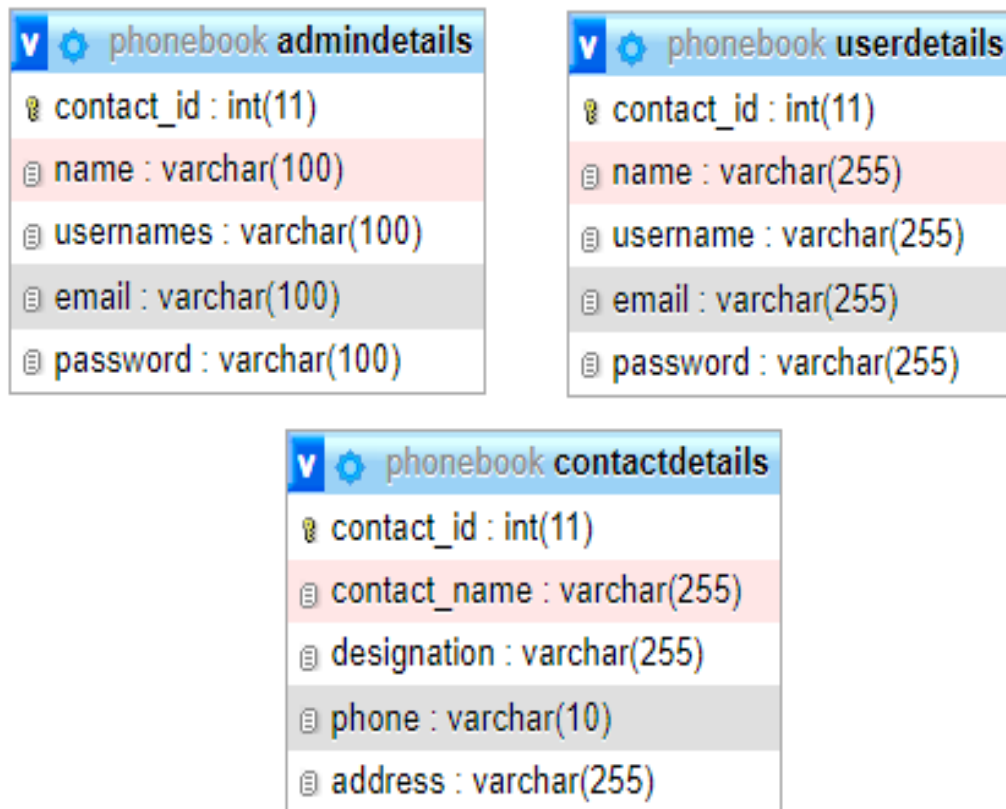 v phonebook admindetails
contact_id : int(11)
name : varchar(100)
usernames : varchar(100)
email : varchar(100)
password : varchar(100)
v phonebook userdetails
contact_id : int(11)
name : varchar(255)
username : varchar(255)
email : varchar(255)
password : varchar(255)
v phonebook contactdetails
contact_id : int(11)
contact_name : varchar(255)
designation : varchar(255)
phone : varchar(10)
address : varchar(255)